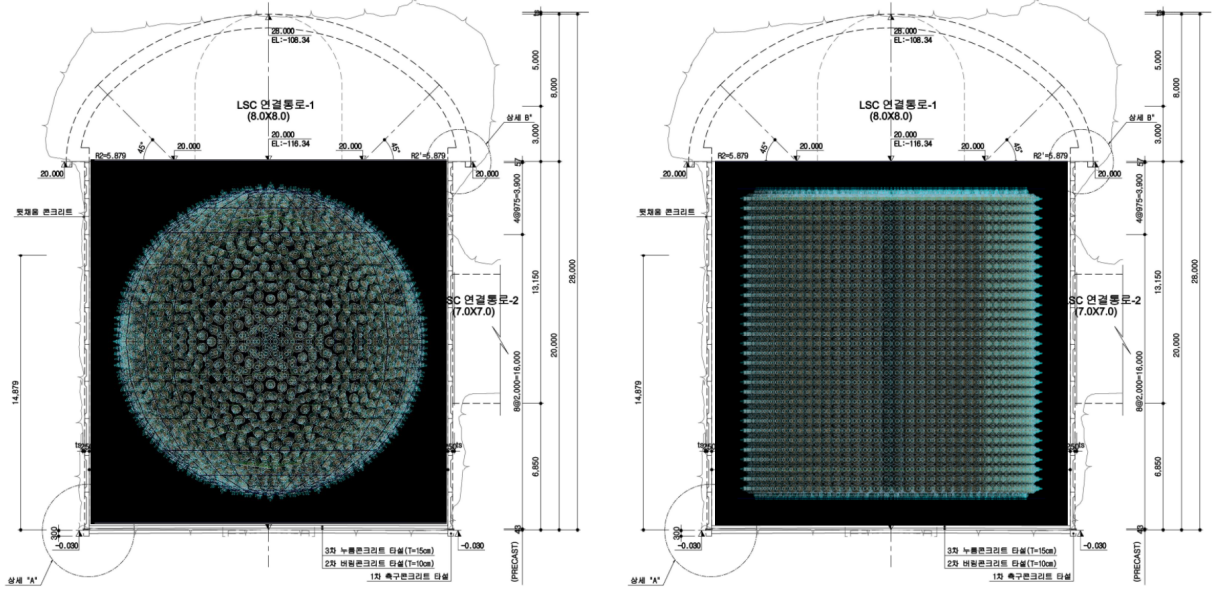 28.000
EL:-108.34
LSC 연결통로-1
(8.0X8.0)
20.000
EL:-116.34
20.000
20.000
45°
45°
R2=5.879
R2'=5.879
20.000
20.000
상세 B"
뒷채움 콘크리트
14.879
SC 연결통로-2
(7.0X7.0)
5,000
3,000
8,000
57
4@975=3,900
13,150
8@2,000=16,000
20,000
28,000
6,850
43
(PRECAST)
300
-0.030
-0.030
상세 "A"
3차 누름콘크리트 타설(T=15cm)
2차 버림콘크리트 타설(T=10cm)
1차 측구콘크리트 타설
28.000
EL:-108.34
LSC 연결통로-1
(8.0X8.0)
20.000
EL:-116.34
20.000
20.000
45°
45°
R2=5.879
R2'=5.879
20.000
20.000
상세 B"
뒷채움 콘크리트
14.879
SC 연결통로-2
(7.0X7.0)
5,000
3,000
8,000
57
4@975=3,900
13,150
8@2,000=16,000
20,000
28,000
6,850
43
(PRECAST)
300
-0.030
-0.030
상세 "A"
3차 누름콘크리트 타설(T=15cm)
2차 버림콘크리트 타설(T=10cm)
1차 측구콘크리트 타설